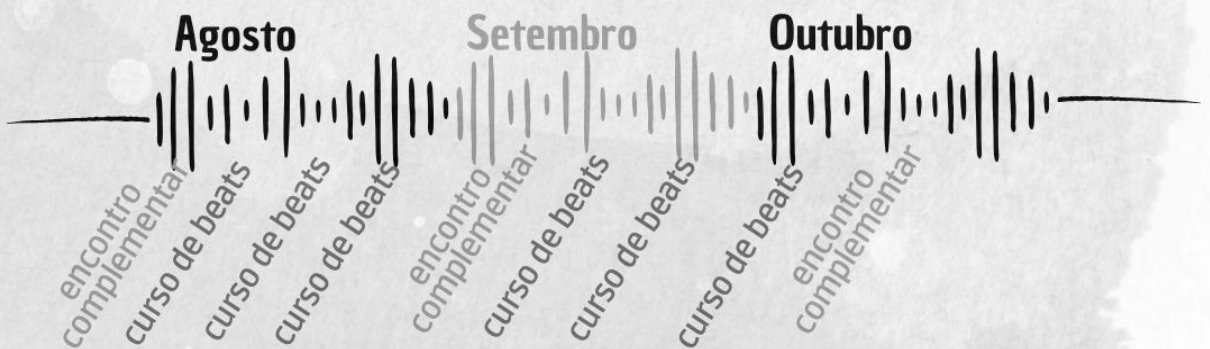 Agosto
Setembro
Outubro
encontro
complementar
curso de beats
curso de beats
curso de beats
encontro
complementar
curso de beats
curso de beats
curso de beats
encontro
complementar